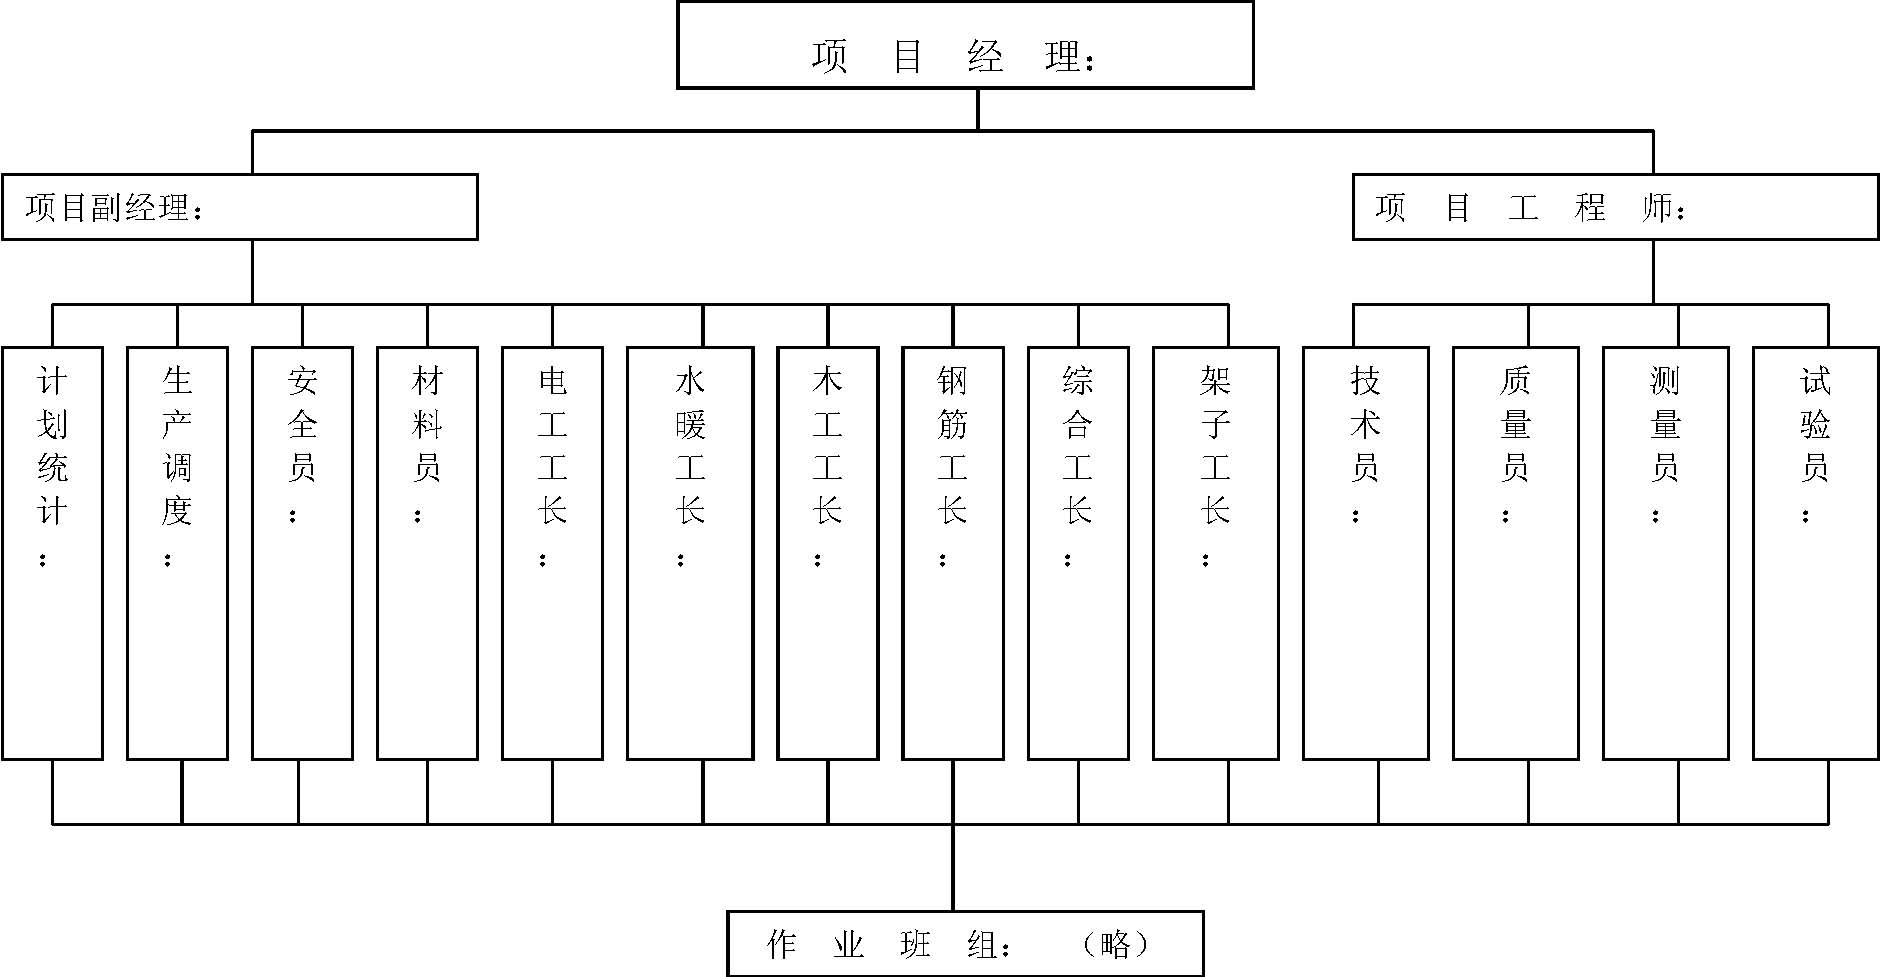 项 目 经 理：
项目副经理：
项 目 工 程 师：
计划统计：
生产调度：
安全员：
材料员：
电工工长：
水暖工长：
木工工长：
钢筋工长：
综合工长：
架子工长：
技术员：
质量员：
测量员：
试验员：
作 业 班 组： （略）